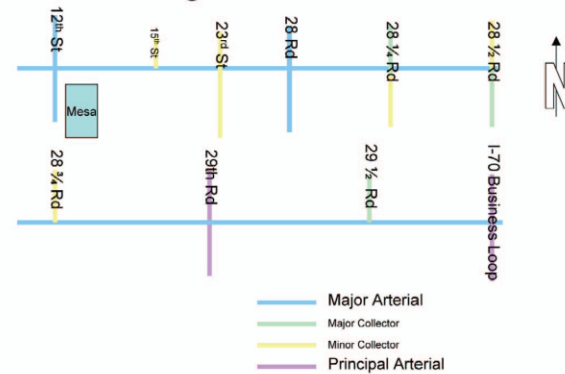 12th St
15th St
23rd St
28 Rd
28 ¼ Rd
28 ½ Rd
N
Mesa
28 ¾ Rd
29th Rd
29 ½ Rd
I-70 Business Loop
Major Arterial
Major Collector
Minor Collector
Principal Arterial